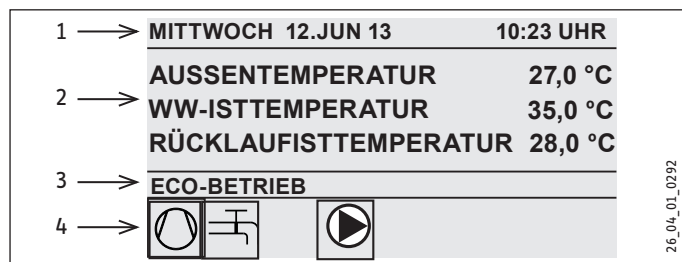 1 MITTWOCH 12.JUN 13 10:23 UHR
AUSSENTEMPERATUR 27,0 °C
2 WW-ISTTEMPERATUR 35,0 °C
RÜCKLAUFISTTEMPERATUR 28,0 °C
3 ECO-BETRIEB
4
26_04_01_0292